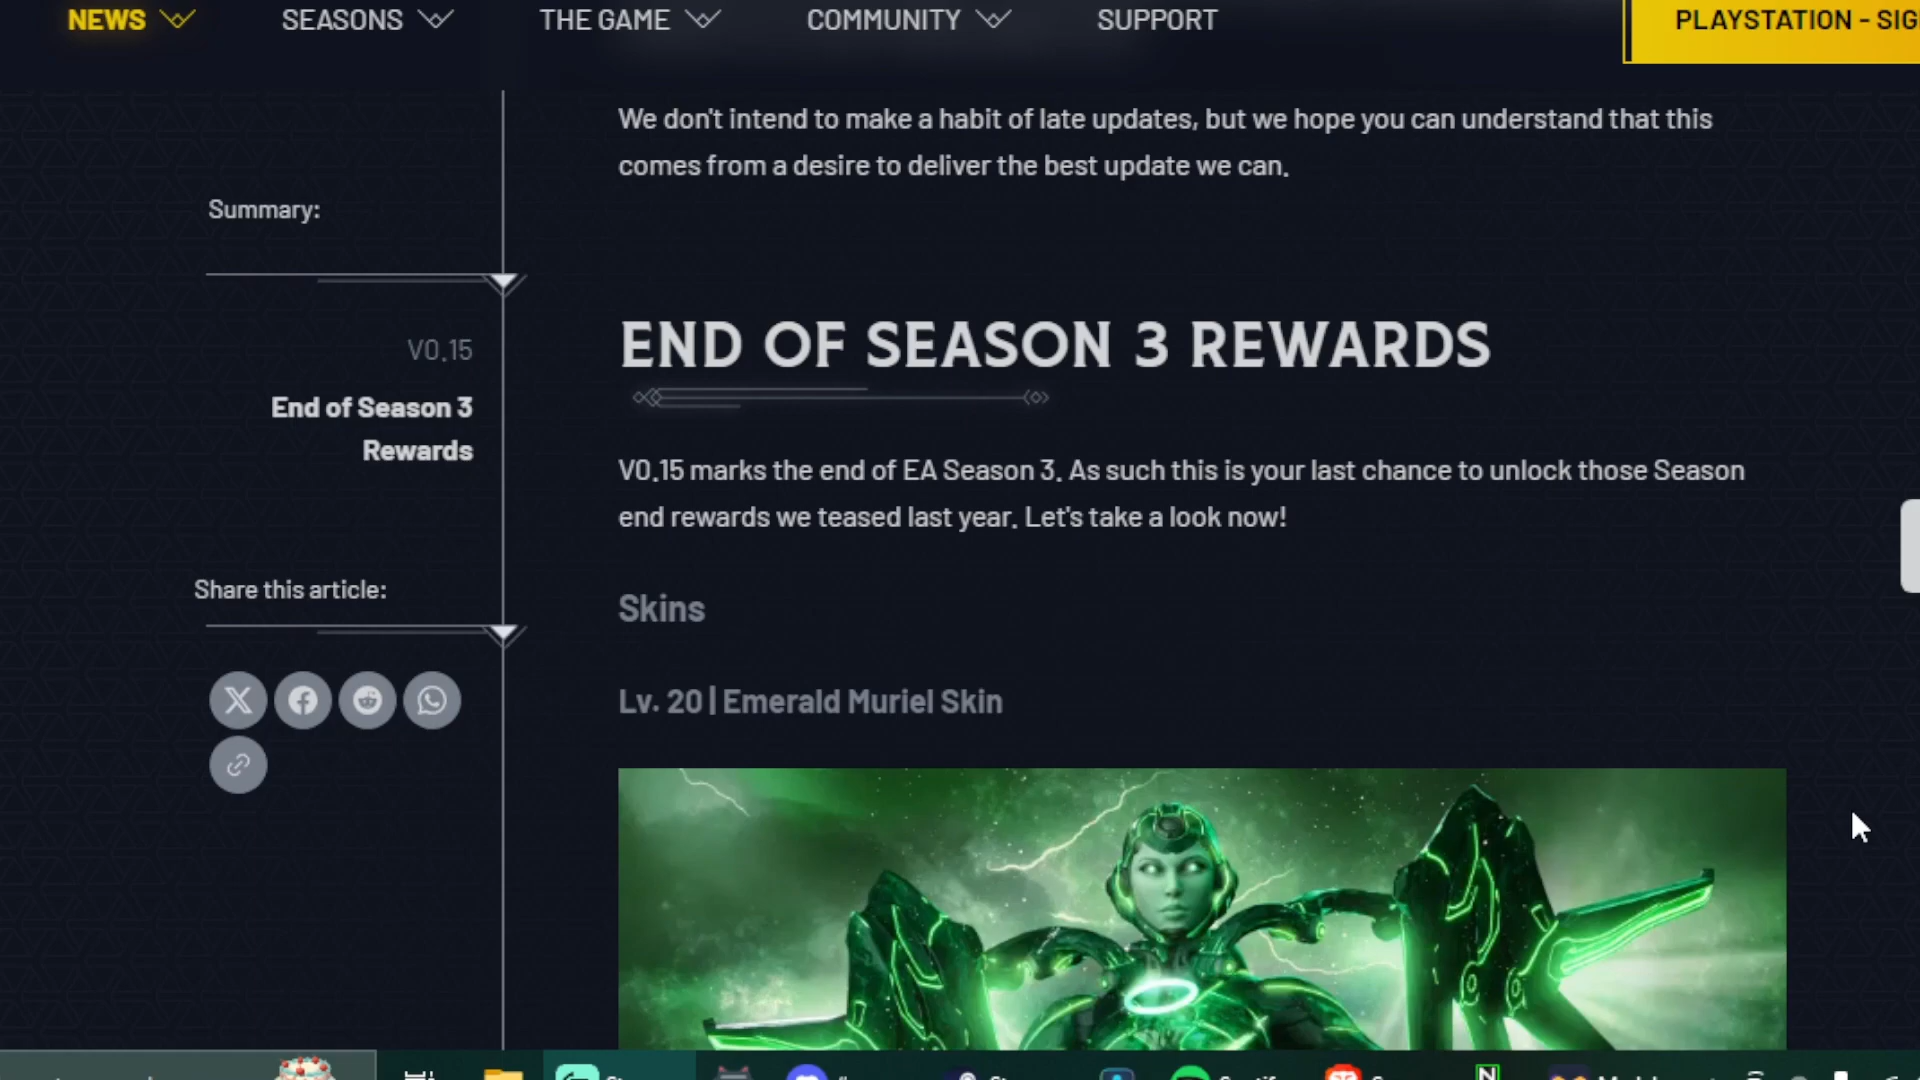 NEWS
SEASONS
THE GAME
COMMUNITY
SUPPORT
PLAYSTATION - SIG
We don't intend to make a habit of late updates, but we hope you can understand that this
comes from a desire to deliver the best update we can.
Summary:
V0.15
End of Season 3
Rewards
Share this article:
END OF SEASON 3 REWARDS
V0.15 marks the end of EA Season 3. As such this is your last chance to unlock those Season
end rewards we teased last year. Let's take a look now!
Skins
Lv. 20 | Emerald Muriel Skin